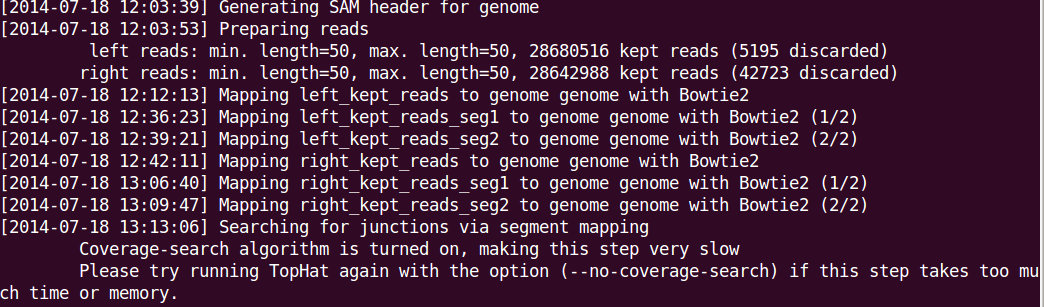 [2014-07-18 12:03:39] Generating SAM header for genome
[2014-07-18 12:03:53] Preparing reads
left reads: min. length=50, max. length=50, 28680516 kept reads (5195 discarded)
right reads: min. length=50, max. length=50, 28642988 kept reads (42723 discarded)
[2014-07-18 12:12:13] Mapping left_kept_reads to genome genome with Bowtie2
[2014-07-18 12:36:23] Mapping left_kept_reads_seg1 to genome genome with Bowtie2 (1/2)
[2014-07-18 12:39:21] Mapping left_kept_reads_seg2 to genome genome with Bowtie2 (2/2)
[2014-07-18 12:42:11] Mapping right_kept_reads to genome genome with Bowtie2
[2014-07-18 13:06:40] Mapping right_kept_reads_seg1 to genome genome with Bowtie2 (1/2)
[2014-07-18 13:09:47] Mapping right_kept_reads_seg2 to genome genome with Bowtie2 (2/2)
[2014-07-18 13:13:06] Searching for junctions via segment mapping
Coverage-search algorithm is turned on, making this step very slow
Please try running TopHat again with the option (--no-coverage-search) if this step takes too mu
ch time or memory.